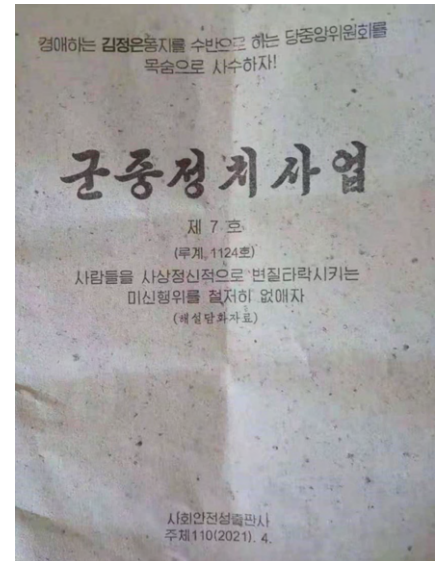 경애하는 김정은동지를 수반으로 하는 당중앙위원회를
목숨으로 사수하자!
군중정치사업
제 7 호
(루계, 1124호)
사람들을 사상정신적으로 변질타락시키는
미신행위를 철저히 없애자
(해설담화자료)
사회안전성출판사
주체110(2021). 4.